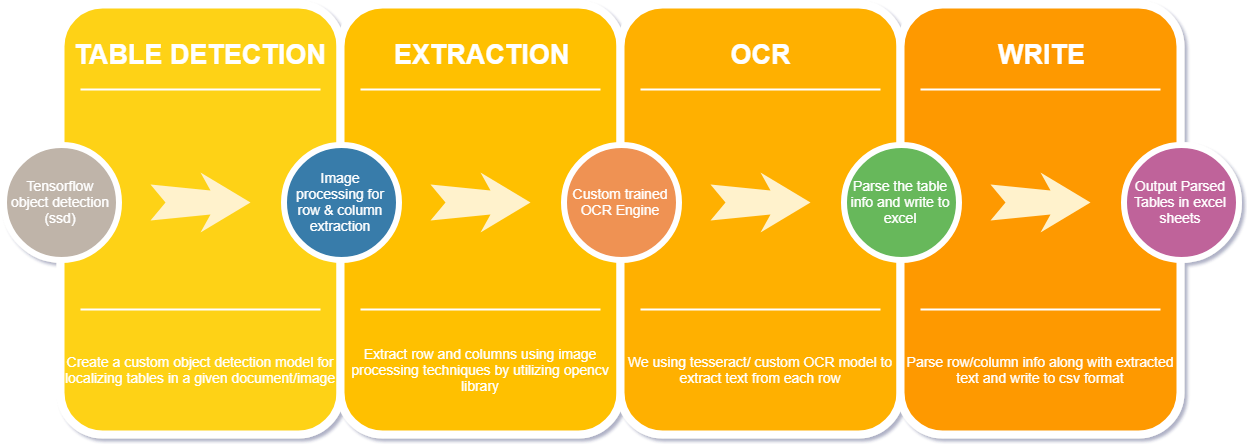 TABLE DETECTION
EXTRACTION
OCR
WRITE
Tensorflow
object detection
(ssd)
Image
processing for
row & column
extraction
Custom trained
OCR Engine
Parse the table
info and write to
excel
Output Parsed
Tables in excel
sheets
Create a custom object detection model for
localizing tables in a given document/image
Extract row and columns using image
processing techniques by utilizing opencv
library
We using tesseract/ custom OCR model to
extract text from each row
Parse row/column info along with extracted
text and write to csv format